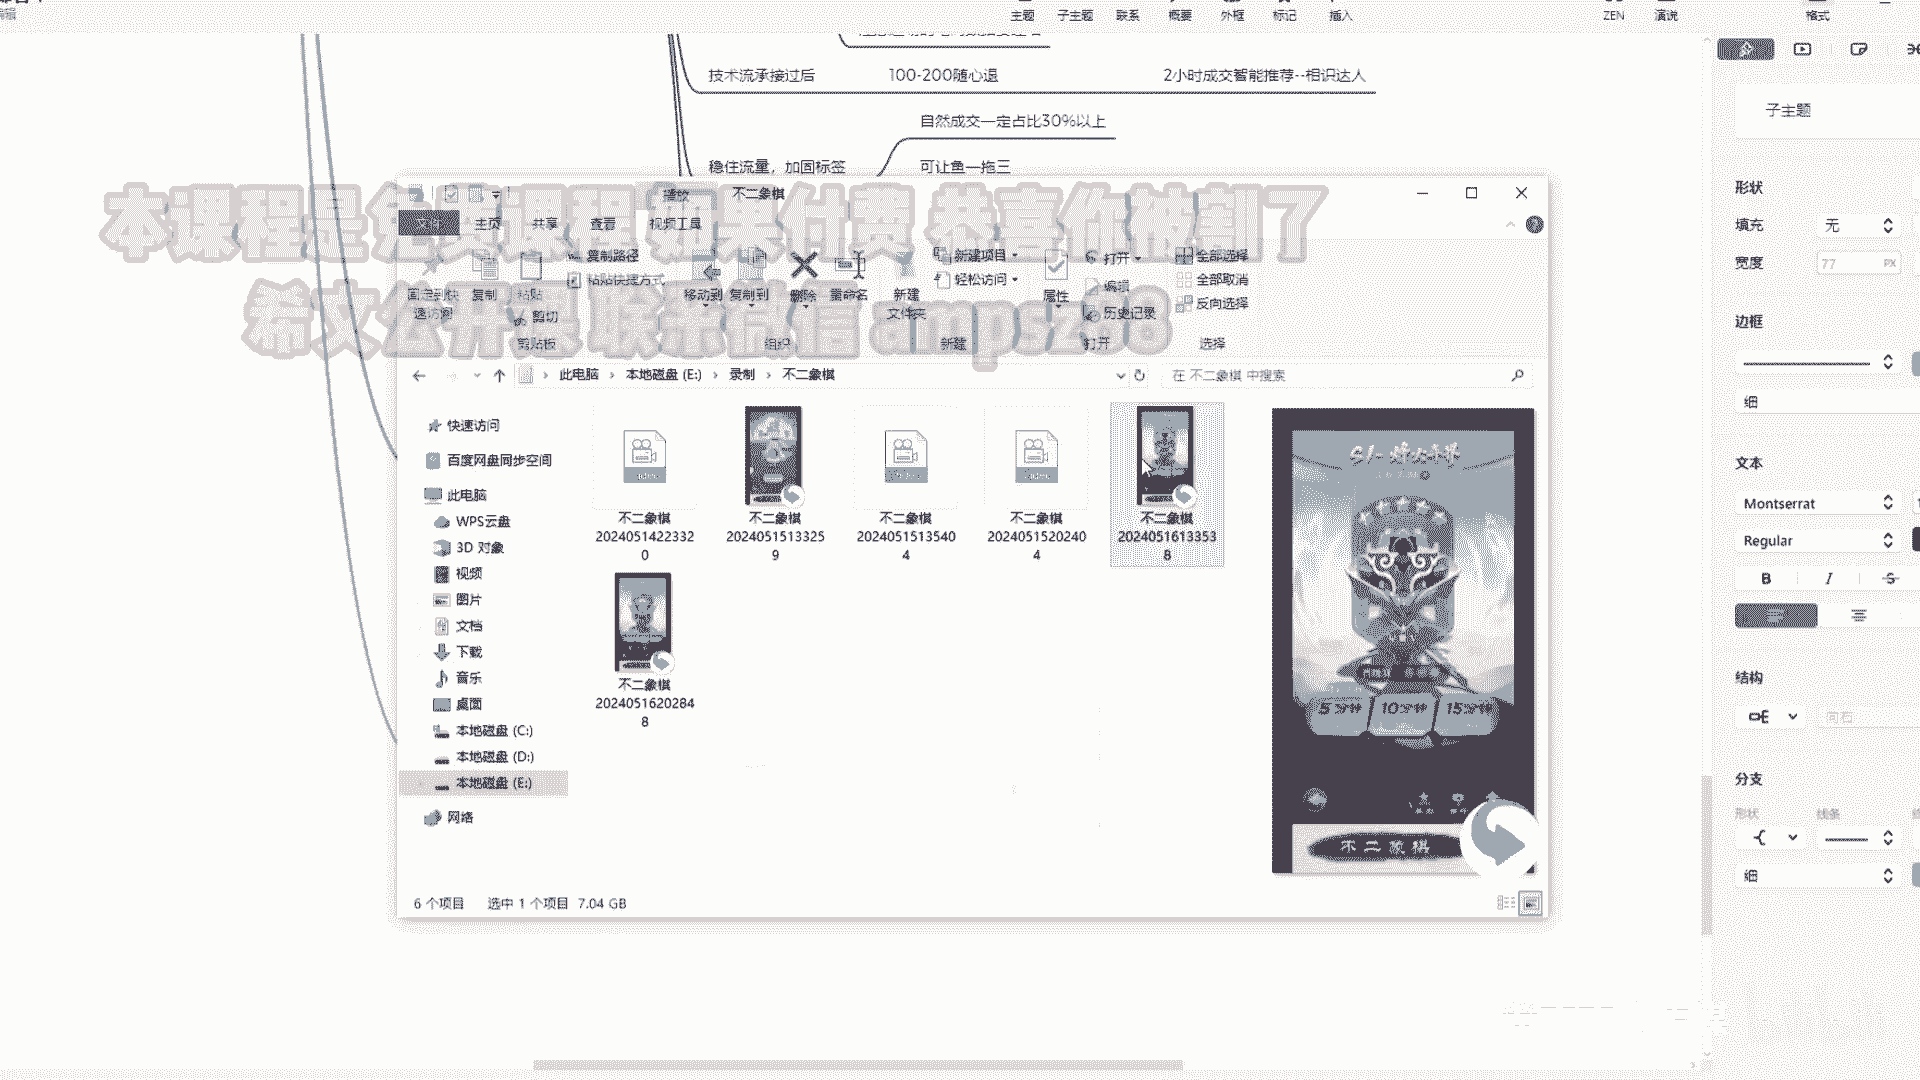 主题 子主题 联系 概要 外框 标记 插入 ZEN 演说 格式
技术流承接过后 100-200随心退 2小时成交智能推荐--相识达人
自然成交一定占比30%以上
稳住流量，加固标签 可让鱼一拖三
本课程是免费课程 如果付费 恭喜你被割了
希文公开课 联系微信 ampsz98
播放 不二象棋
文件 主页 共享 查看 视频工具
复制路径
粘贴快捷方式
固定到快速访问 复制 粘贴 剪切
移动到 复制到 删除 重命名 新建文件夹
新建项目
轻松访问
属性 打开 编辑 历史记录
全部选择
全部取消
反向选择
剪贴板 组织 新建 打开 选择
此电脑 本地磁盘 (E:) 录制 不二象棋
在 不二象棋 中搜索
快速访问
百度网盘同步空间
此电脑
WPS云盘
3D 对象
视频
图片
文档
下载
音乐
桌面
本地磁盘 (C:)
本地磁盘 (D:)
本地磁盘 (E:)
网络
不二象棋
20240514223320
不二象棋
20240515133259
不二象棋
20240515135404
不二象棋
20240515202404
不二象棋
20240516133538
不二象棋
20240516202848
5分钟 10分钟 15分钟
不二象棋
6 个项目 选中 1 个项目 7.04 GB
子主题
形状
填充 无
宽度 77 PX
边框
细
文本
Montserrat
Regular
B I S
结构
向右
分支
形状 线条
细